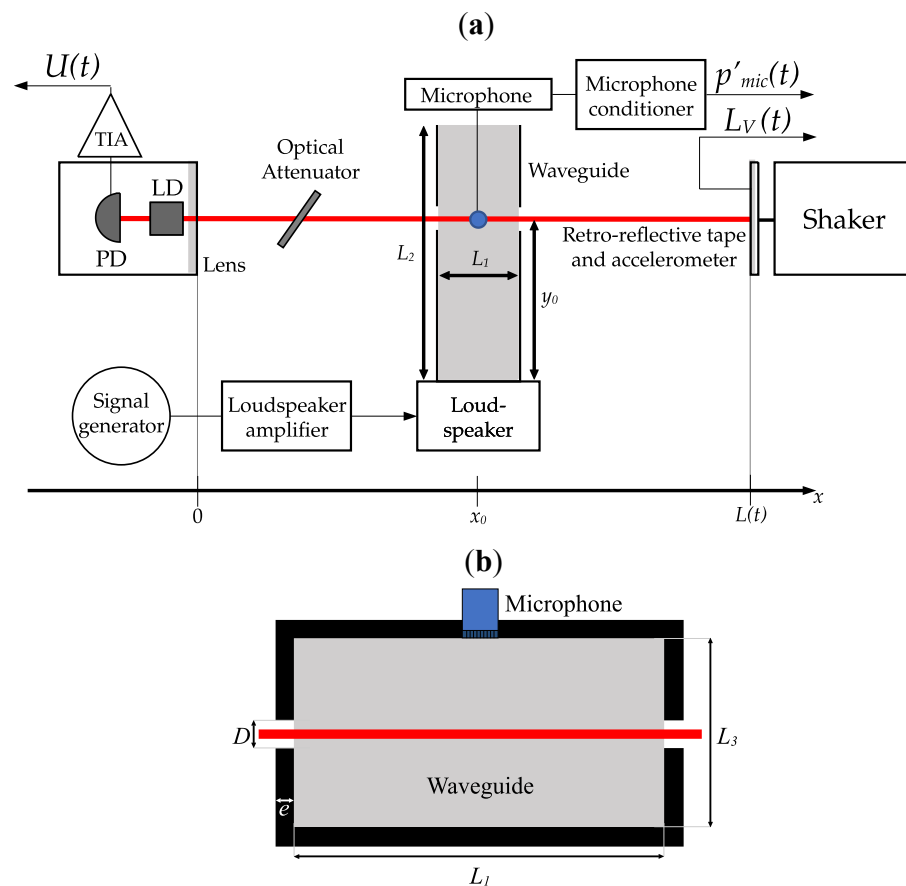 (a)
U(t)
TIA
LD
PD
Lens
Optical
Attenuator
Microphone
Microphone
conditioner
p'mic(t)
LV(t)
Waveguide
L2
L1
y0
Retro-reflective tape
and accelerometer
Shaker
Signal
generator
Loudspeaker
amplifier
Loud-
speaker
0
x0
L(t)
x
(b)
Microphone
D
L3
Waveguide
e
L1